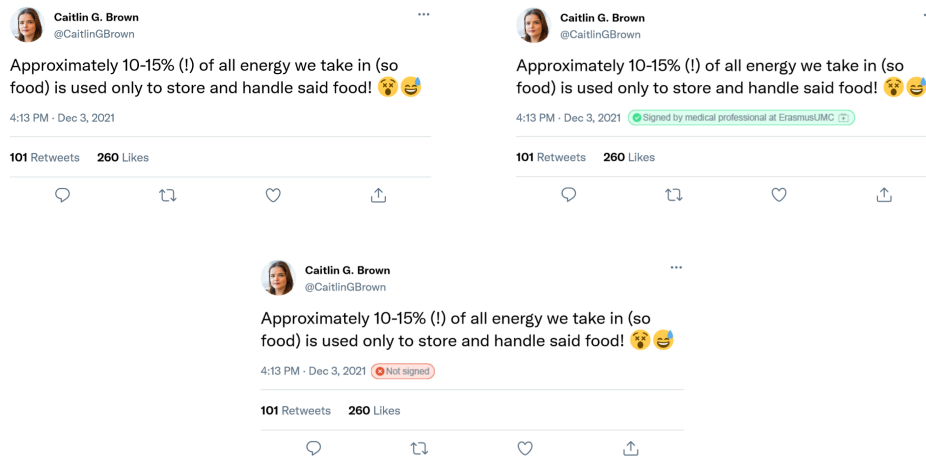 Caitlin G. Brown
@CaitlinGBrown
Approximately 10-15% (!) of all energy we take in (so
food) is used only to store and handle said food! 😵😅
4:13 PM · Dec 3, 2021
101 Retweets 260 Likes
Caitlin G. Brown
@CaitlinGBrown
Approximately 10-15% (!) of all energy we take in (so
food) is used only to store and handle said food! 😵😅
4:13 PM · Dec 3, 2021 Signed by medical professional at ErasmusUMC
101 Retweets 260 Likes
Caitlin G. Brown
@CaitlinGBrown
Approximately 10-15% (!) of all energy we take in (so
food) is used only to store and handle said food! 😵😅
4:13 PM · Dec 3, 2021 Not signed
101 Retweets 260 Likes